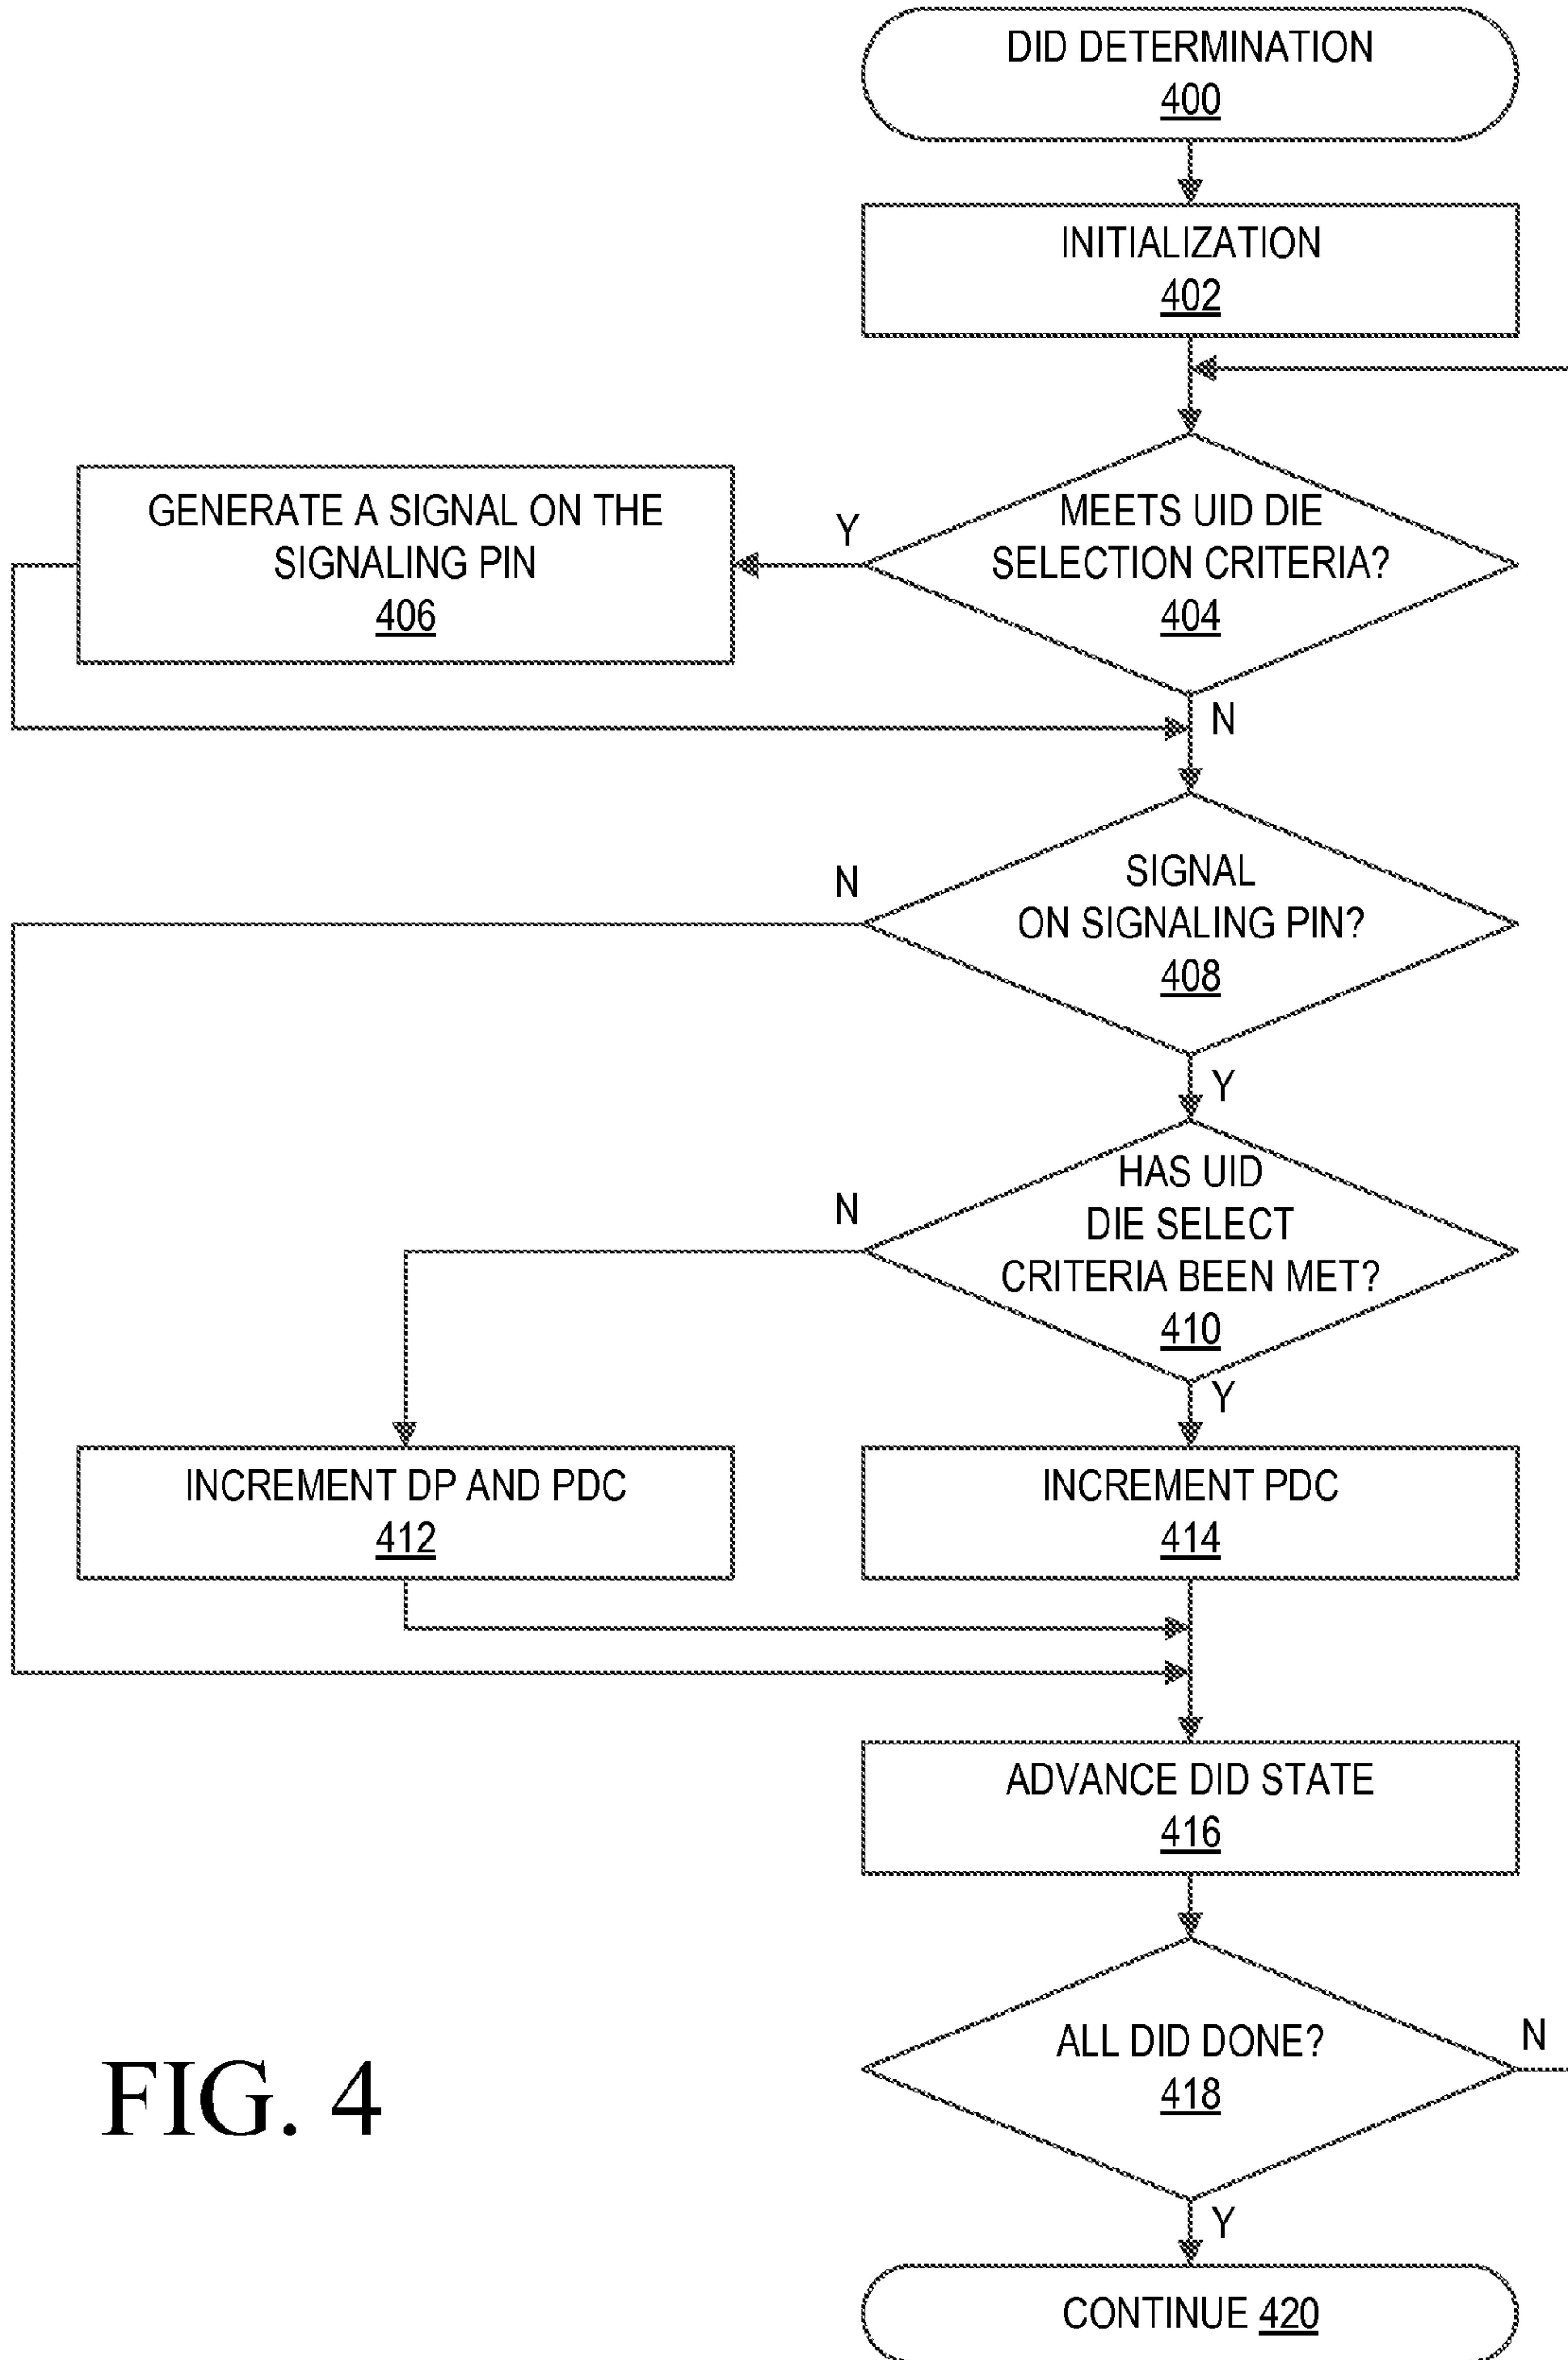 DID DETERMINATION
400
INITIALIZATION
402
GENERATE A SIGNAL ON THE
SIGNALING PIN
406
Y
MEETS UID DIE
SELECTION CRITERIA?
404
N
N
SIGNAL
ON SIGNALING PIN?
408
Y
N
HAS UID
DIE SELECT
CRITERIA BEEN MET?
410
Y
INCREMENT DP AND PDC
412
INCREMENT PDC
414
ADVANCE DID STATE
416
ALL DID DONE?
418
N
Y
CONTINUE 420
FIG. 4